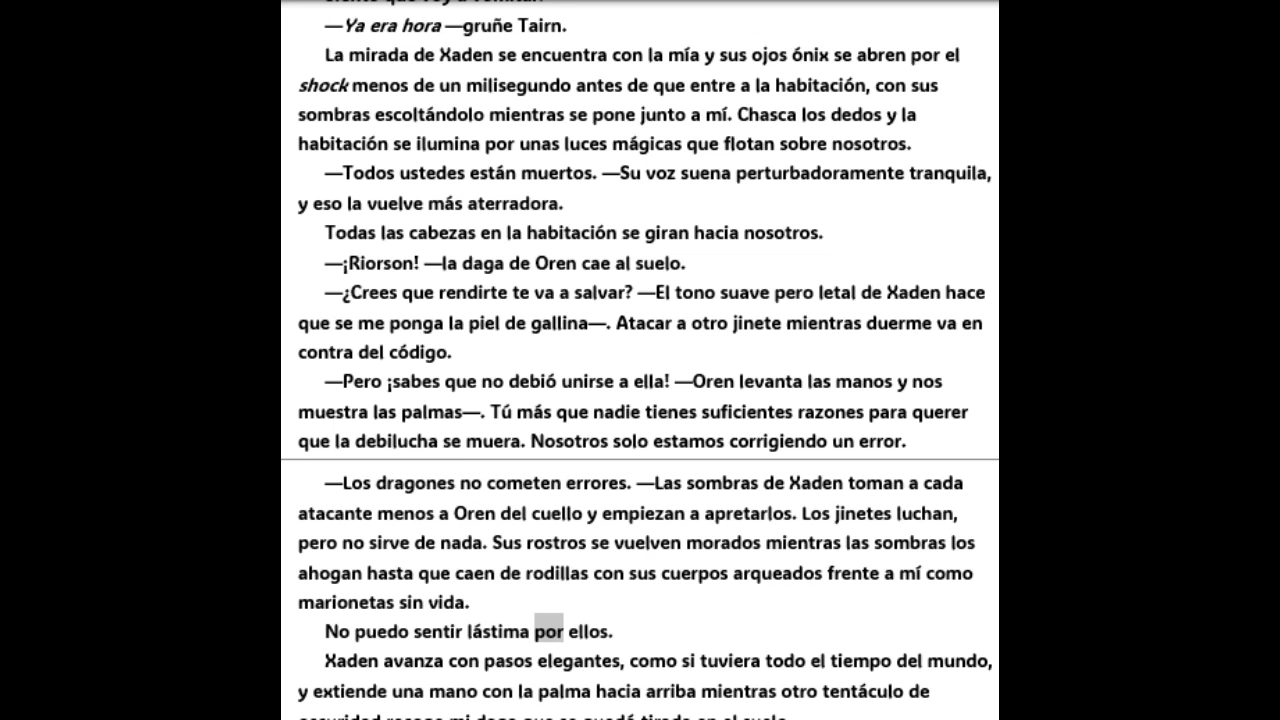 —Ya era hora —gruñe Tairn.
La mirada de Xaden se encuentra con la mía y sus ojos ónix se abren por el
shock menos de un milisegundo antes de que entre a la habitación, con sus
sombras escoltándolo mientras se pone junto a mí. Chasca los dedos y la
habitación se ilumina por unas luces mágicas que flotan sobre nosotros.
—Todos ustedes están muertos. —Su voz suena perturbadoramente tranquila,
y eso la vuelve más aterradora.
Todas las cabezas en la habitación se giran hacia nosotros.
—¡Riorson! —la daga de Oren cae al suelo.
—¿Crees que rendirte te va a salvar? —El tono suave pero letal de Xaden hace
que se me ponga la piel de gallina—. Atacar a otro jinete mientras duerme va en
contra del código.
—Pero ¡sabes que no debió unirse a ella! —Oren levanta las manos y nos
muestra las palmas—. Tú más que nadie tienes suficientes razones para querer
que la debilucha se muera. Nosotros solo estamos corrigiendo un error.
—Los dragones no cometen errores. —Las sombras de Xaden toman a cada
atacante menos a Oren del cuello y empiezan a apretarlos. Los jinetes luchan,
pero no sirve de nada. Sus rostros se vuelven morados mientras las sombras los
ahogan hasta que caen de rodillas con sus cuerpos arqueados frente a mí como
marionetas sin vida.
No puedo sentir lástima por ellos.
Xaden avanza con pasos elegantes, como si tuviera todo el tiempo del mundo,
y extiende una mano con la palma hacia arriba mientras otro tentáculo de